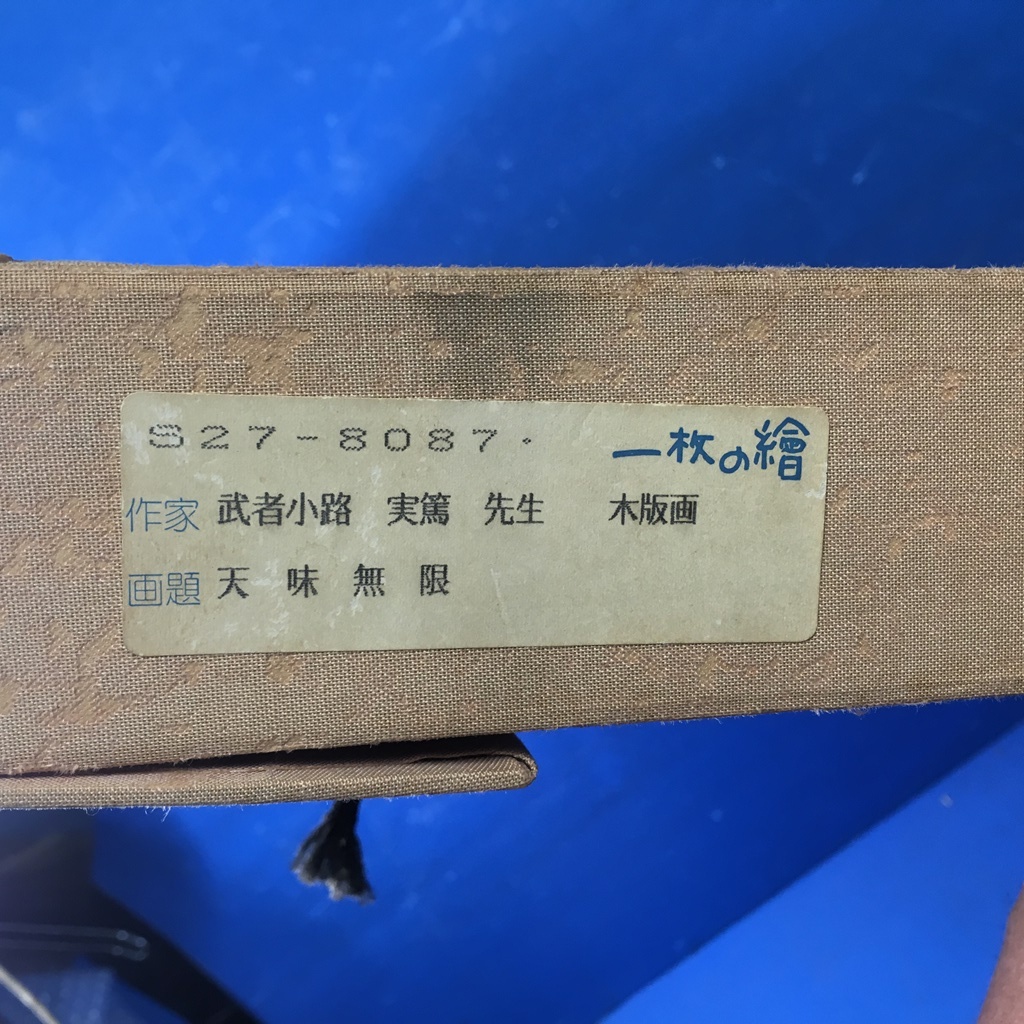 S27-8087.
一枚の繪
作家 武者小路 実篤 先生 木版画
画題 天味無限